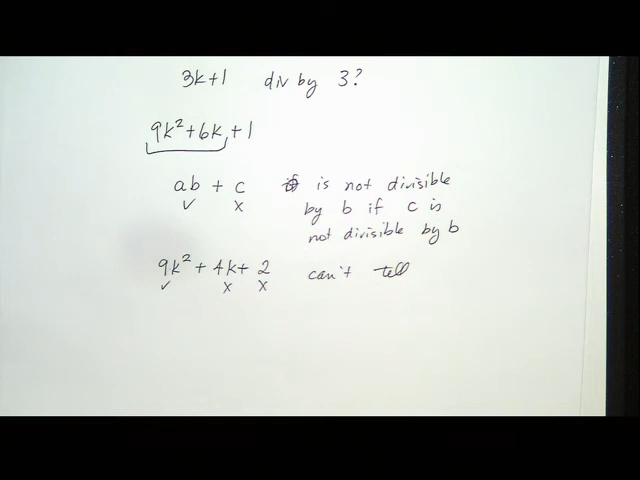 3k+1 div by 3?
9k²+6k+1
ab + c is not divisible
✓ x by b if c is
not divisible by b
9k² + 4k + 2 can't tell
✓ x x